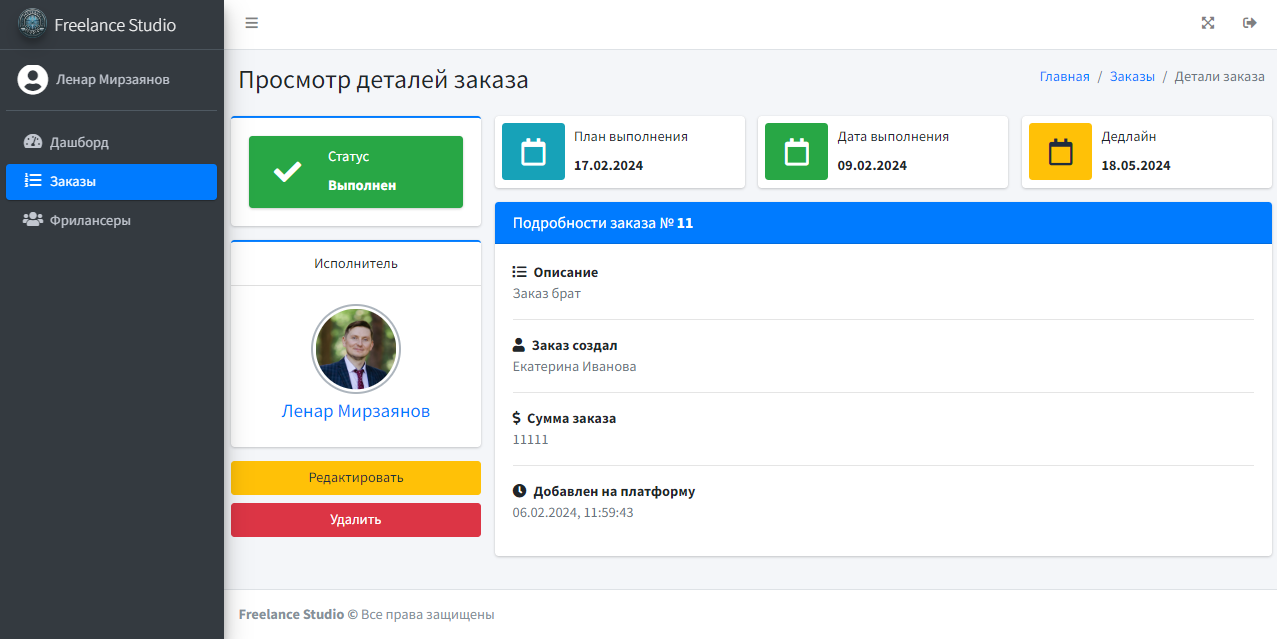 Freelance Studio
Ленар Мирзаянов
Дашборд
Заказы
Фрилансеры
Просмотр деталей заказа
Главная / Заказы / Детали заказа
Статус
Выполнен
План выполнения
17.02.2024
Дата выполнения
09.02.2024
Дедлайн
18.05.2024
Исполнитель
Ленар Мирзаянов
Редактировать
Удалить
Подробности заказа № 11
Описание
Заказ брат
Заказ создал
Екатерина Иванова
$ Сумма заказа
11111
Добавлен на платформу
06.02.2024, 11:59:43
Freelance Studio © Все права защищены